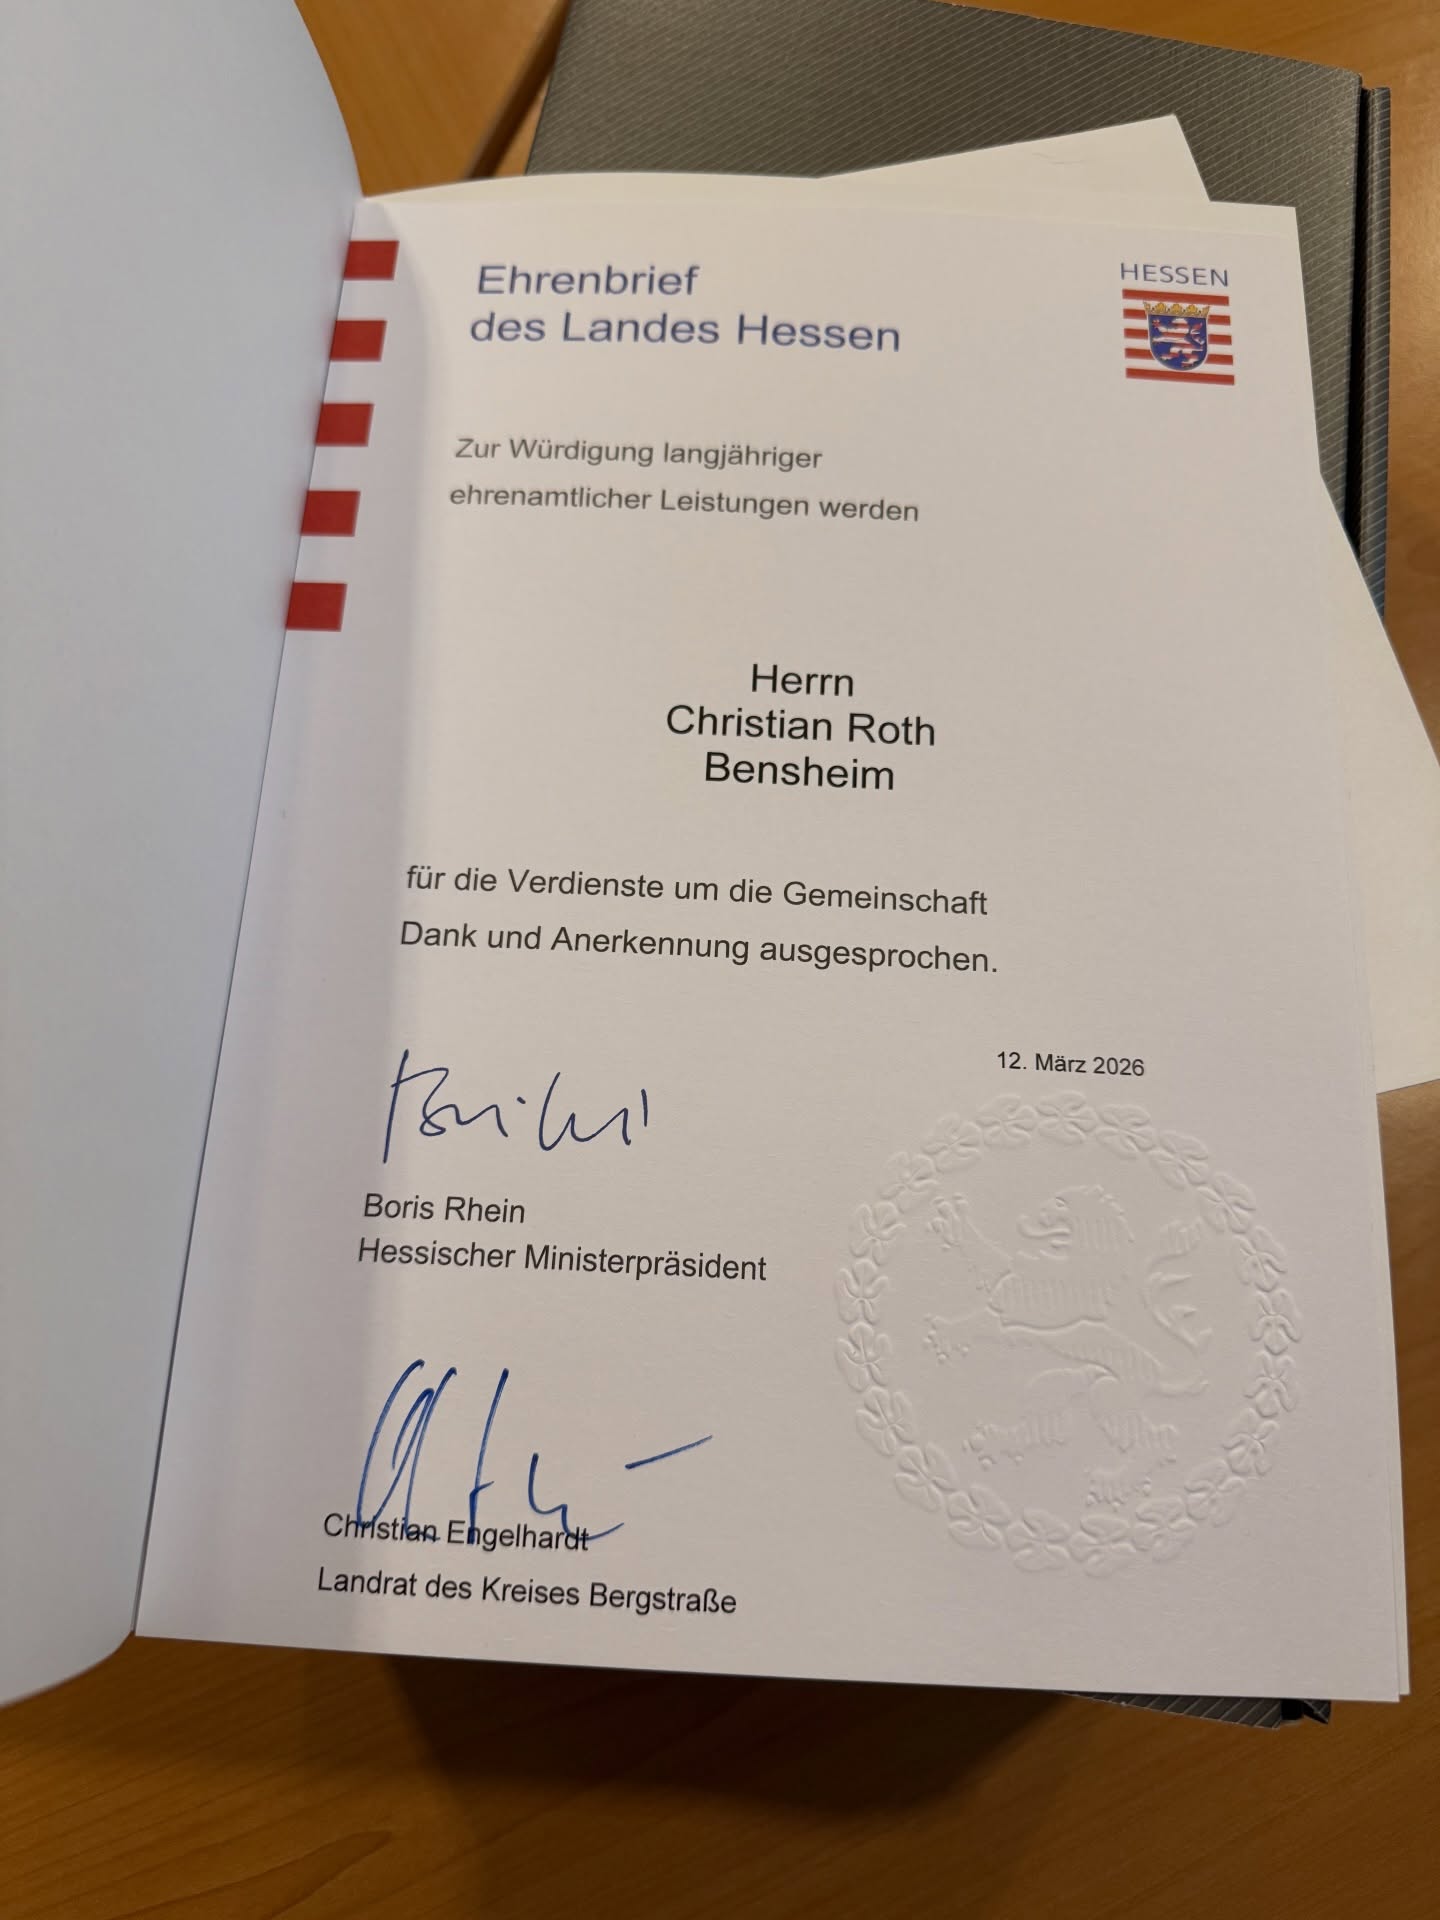 Ehrenbrief
des Landes Hessen
HESSEN
Zur Würdigung langjähriger
ehrenamtlicher Leistungen werden
Herrn
Christian Roth
Bensheim
für die Verdienste um die Gemeinschaft
Dank und Anerkennung ausgesprochen.
12. März 2026
Boris Rhein
Hessischer Ministerpräsident
Christian Engelhardt
Landrat des Kreises Bergstraße